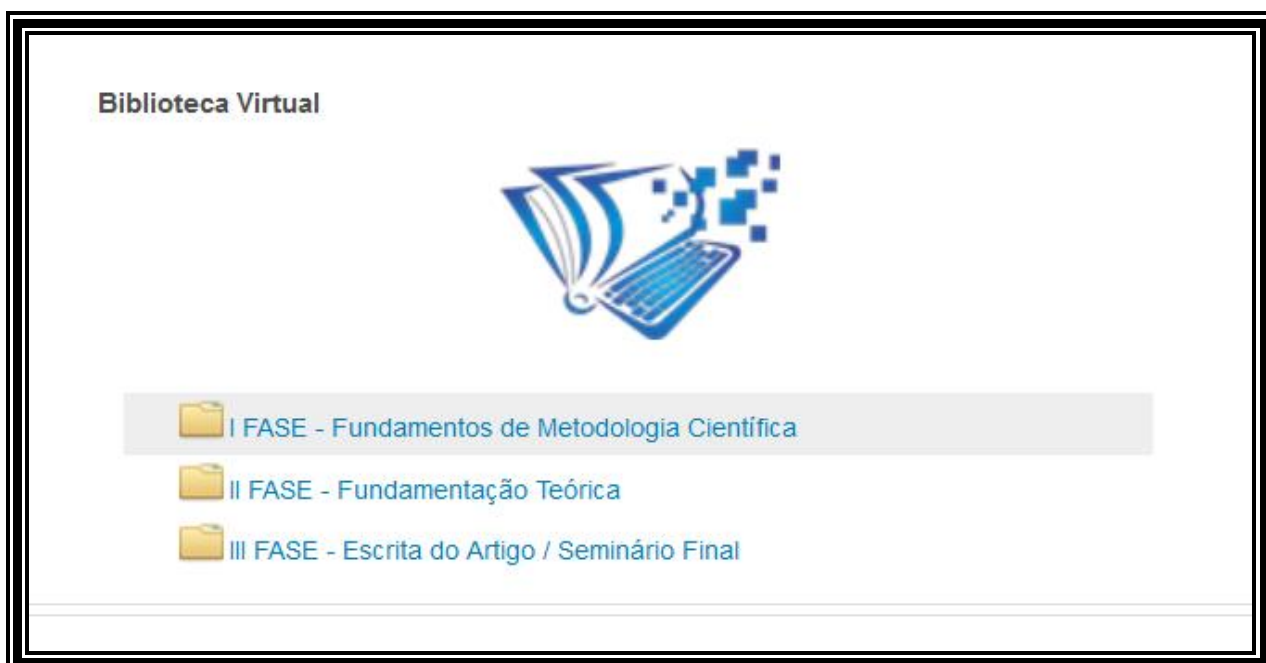 Biblioteca Virtual
I FASE - Fundamentos de Metodologia Científica
II FASE - Fundamentação Teórica
III FASE - Escrita do Artigo / Seminário Final